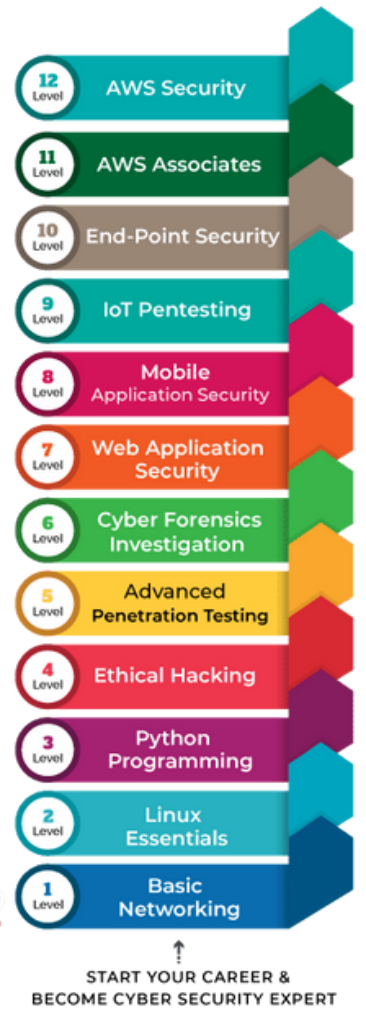 12
Level
AWS Security
11
Level
AWS Associates
10
Level
End-Point Security
9
Level
IoT Pentesting
8
Level
Mobile
Application Security
7
Level
Web Application
Security
6
Level
Cyber Forensics
Investigation
5
Level
Advanced
Penetration Testing
4
Level
Ethical Hacking
3
Level
Python
Programming
2
Level
Linux
Essentials
1
Level
Basic
Networking
START YOUR CAREER &
BECOME CYBER SECURITY EXPERT